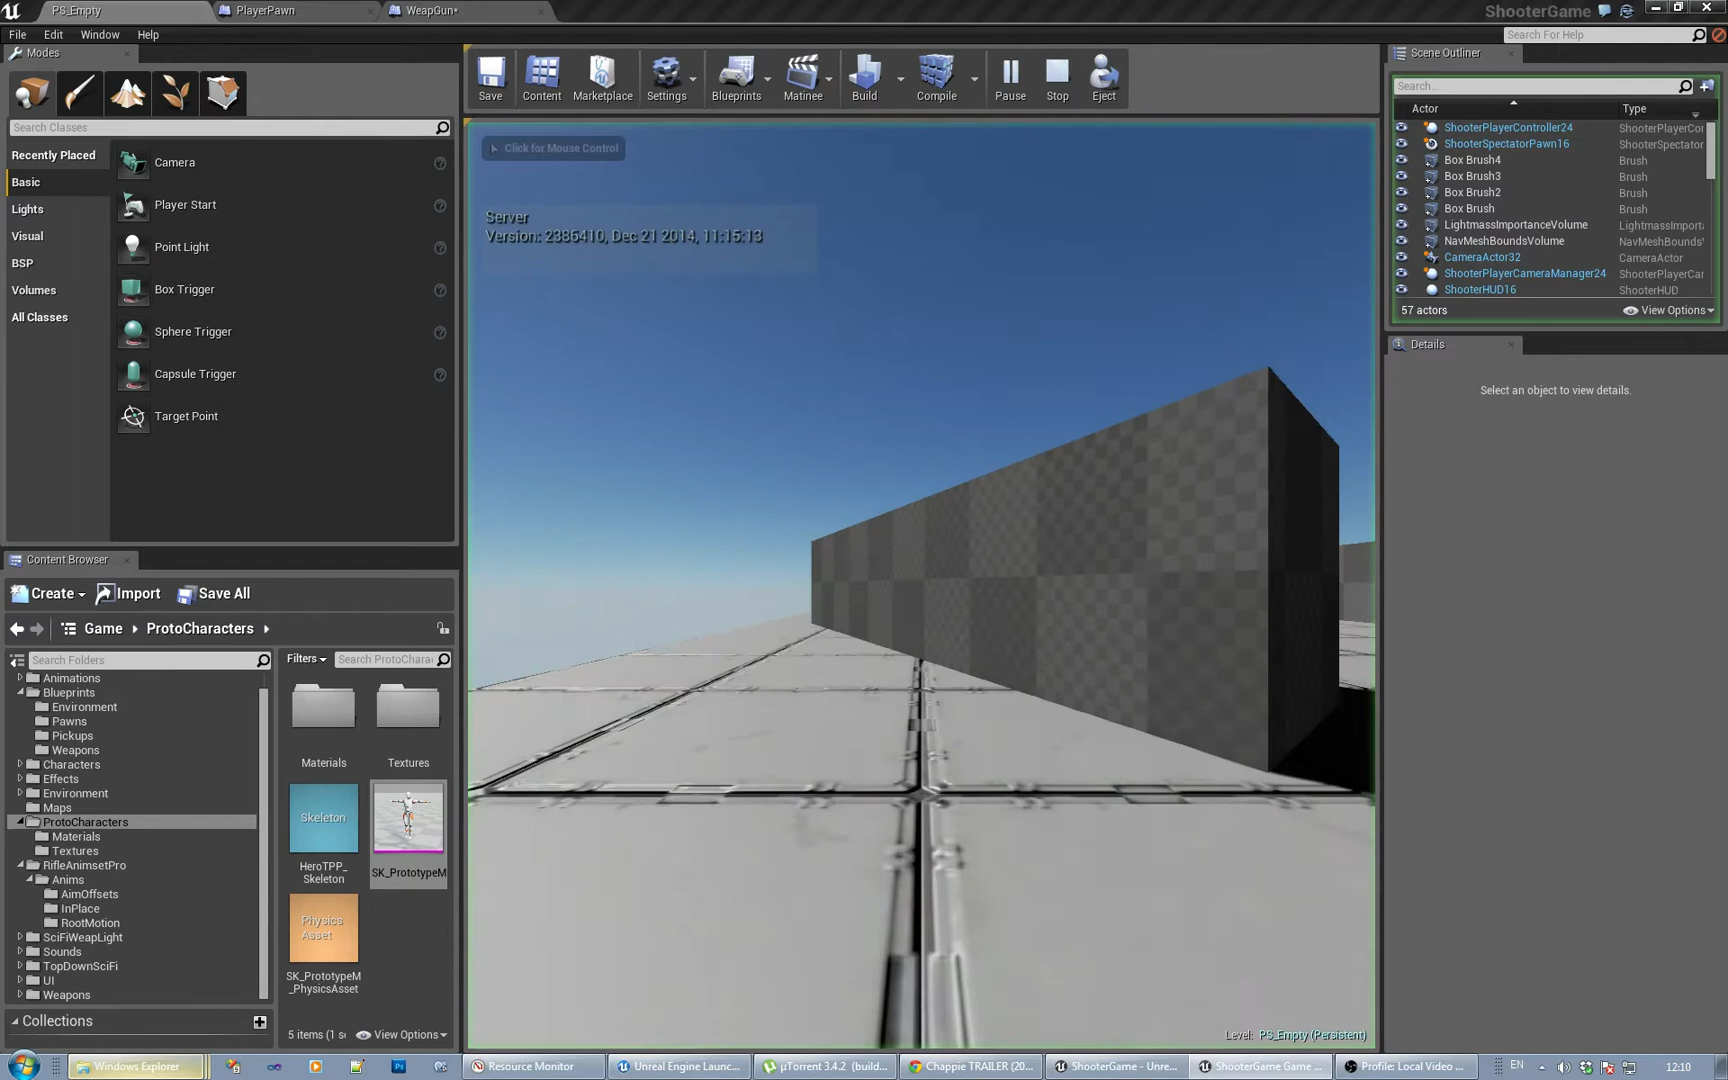 PS_Empty
PlayerPawn
WeapGun*
ShooterGame
File Edit Window Help
Search For Help
Modes
Search Classes
Recently Placed
Basic
Lights
Visual
BSP
Volumes
All Classes
Camera
Player Start
Point Light
Box Trigger
Sphere Trigger
Capsule Trigger
Target Point
Save
Content
Marketplace
Settings
Blueprints
Matinee
Build
Compile
Pause
Stop
Eject
Click for Mouse Control
Server
Version: 2386410, Dec 21 2014, 11:15:13
Level: PS_Empty (Persistent)
Scene Outliner
Search...
Actor Type
ShooterPlayerController24 ShooterPlayerCor
ShooterSpectatorPawn16 ShooterSpectator
Box Brush4 Brush
Box Brush3 Brush
Box Brush2 Brush
Box Brush Brush
LightmassImportanceVolume LightmassImporta
NavMeshBoundsVolume NavMeshBounds
CameraActor32 CameraActor
ShooterPlayerCameraManager24 ShooterPlayerCar
ShooterHUD16 ShooterHUD
57 actors
View Options
Details
Select an object to view details.
Content Browser
Create
Import
Save All
Game
ProtoCharacters
Search Folders
Filters
Search ProtoCharac
Animations
Blueprints
Environment
Pawns
Pickups
Weapons
Characters
Effects
Environment
Maps
ProtoCharacters
Materials
Textures
RifleAnimsetPro
Anims
AimOffsets
InPlace
RootMotion
SciFiWeapLight
Sounds
TopDownSciFi
UI
Weapons
Collections
Materials
Textures
Skeleton
HeroTPP_
Skeleton
SK_PrototypeM
Physics
Asset
SK_PrototypeM
_PhysicsAsset
5 items (1 s
View Options
Windows Explorer
Resource Monitor
Unreal Engine Launc...
µTorrent 3.4.2 (build...
Chappie TRAILER (20...
ShooterGame - Unre...
ShooterGame Game ...
Profile: Local Video ...
EN
12:10